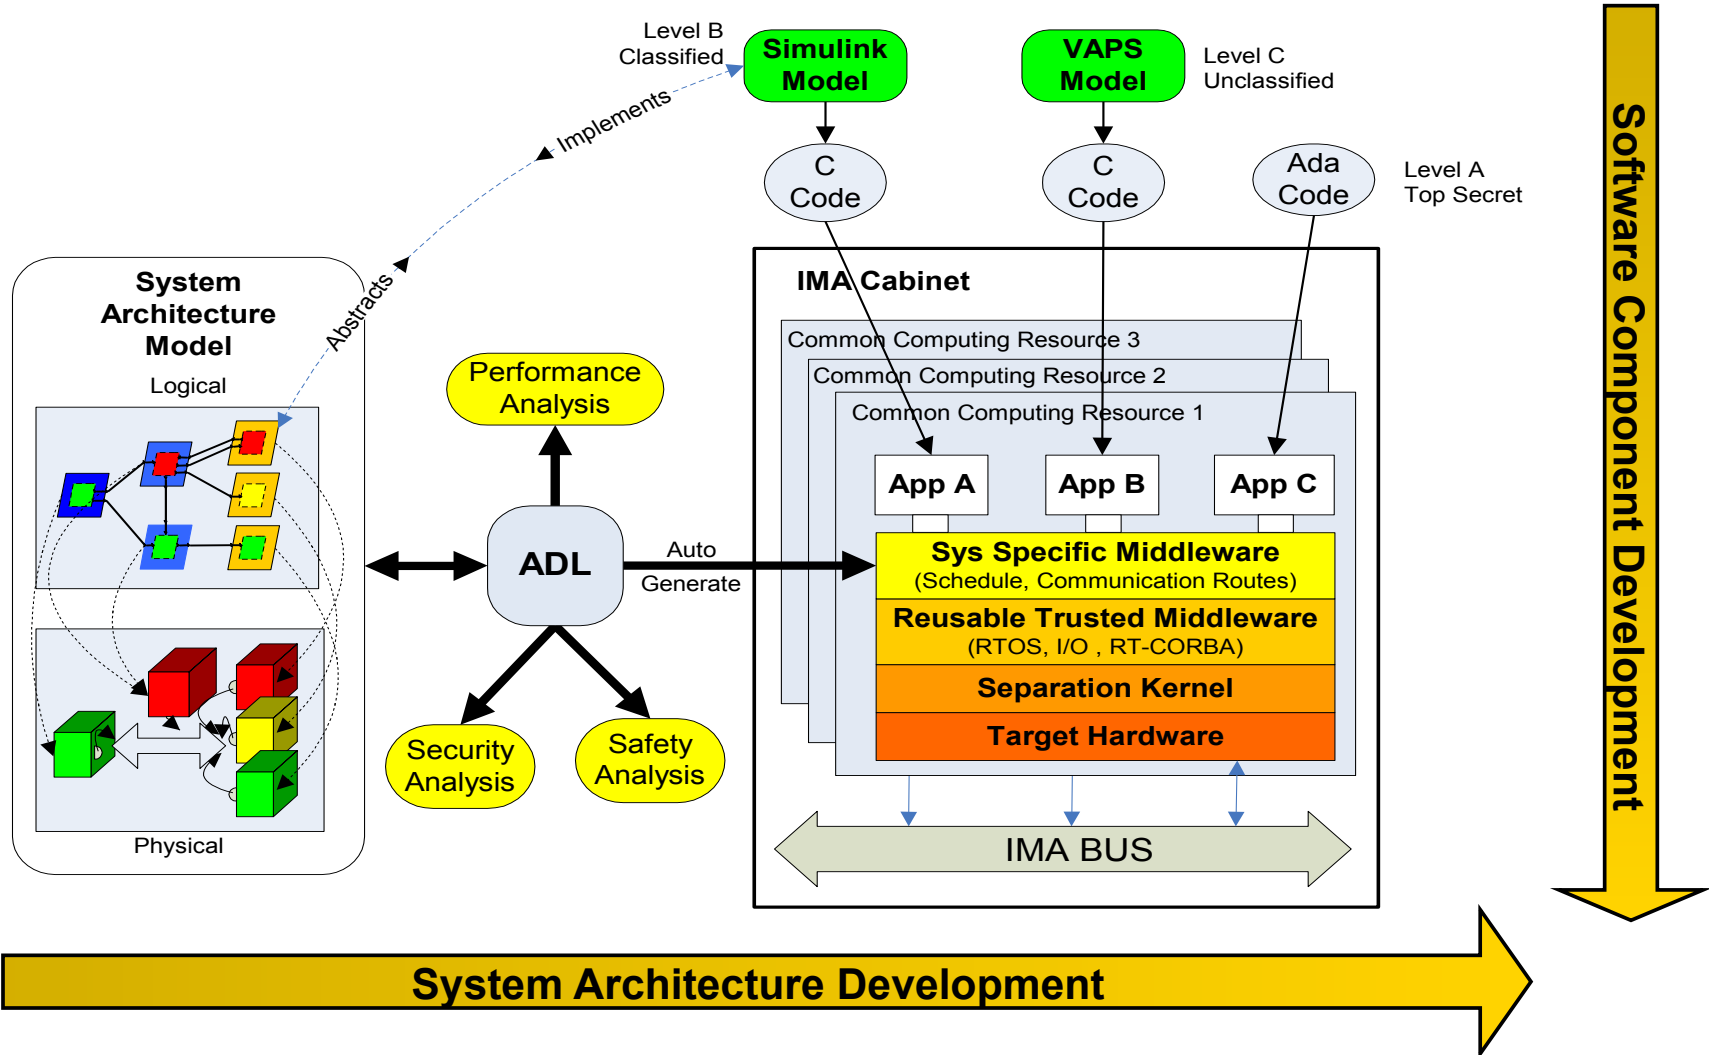 Level B
Classified
Simulink
Model
VAPS
Model
Level C
Unclassified
Implements
C
Code
C
Code
Ada
Code
Level A
Top Secret
Abstracts
System
Architecture
Model
Logical
Physical
Performance
Analysis
ADL
Auto
Generate
Security
Analysis
Safety
Analysis
IMA Cabinet
Common Computing Resource 3
Common Computing Resource 2
Common Computing Resource 1
App A
App B
App C
Sys Specific Middleware
(Schedule, Communication Routes)
Reusable Trusted Middleware
(RTOS, I/O , RT-CORBA)
Separation Kernel
Target Hardware
IMA BUS
Software Component Development
System Architecture Development